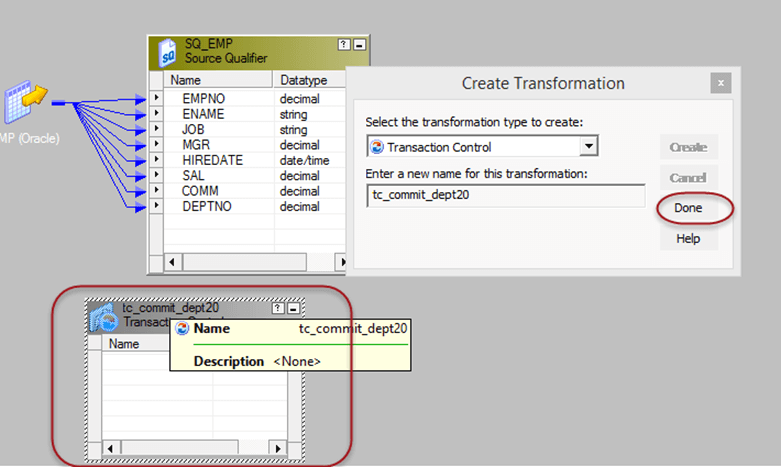 SQ_EMP
Source Qualifier
Name Datatype
EMPNO decimal
ENAME string
JOB string
MGR decimal
HIREDATE date/time
SAL decimal
COMM decimal
DEPTNO decimal
MP (Oracle)
Create Transformation
Select the transformation type to create:
Transaction Control
Enter a new name for this transformation:
tc_commit_dept20
Create
Cancel
Done
Help
tc_commit_dept20
Name
Name tc_commit_dept20
Description <None>